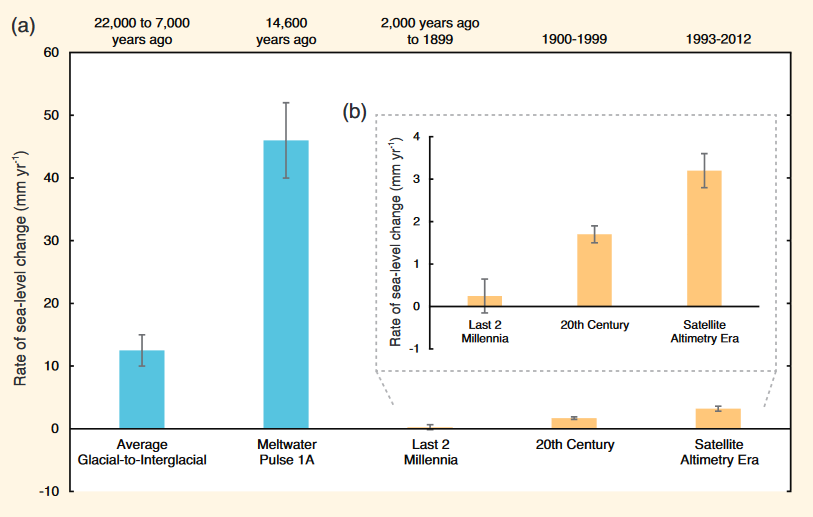 (a)
22,000 to 7,000
years ago
14,600
years ago
2,000 years ago
to 1899
1900-1999
1993-2012
Rate of sea-level change (mm yr⁻¹)
60
50
40
30
20
10
0
-10
Average
Glacial-to-Interglacial
Meltwater
Pulse 1A
Last 2
Millennia
20th Century
Satellite
Altimetry Era
(b)
Rate of sea-level change (mm yr⁻¹)
4
3
2
1
0
-1
Last 2
Millennia
20th Century
Satellite
Altimetry Era